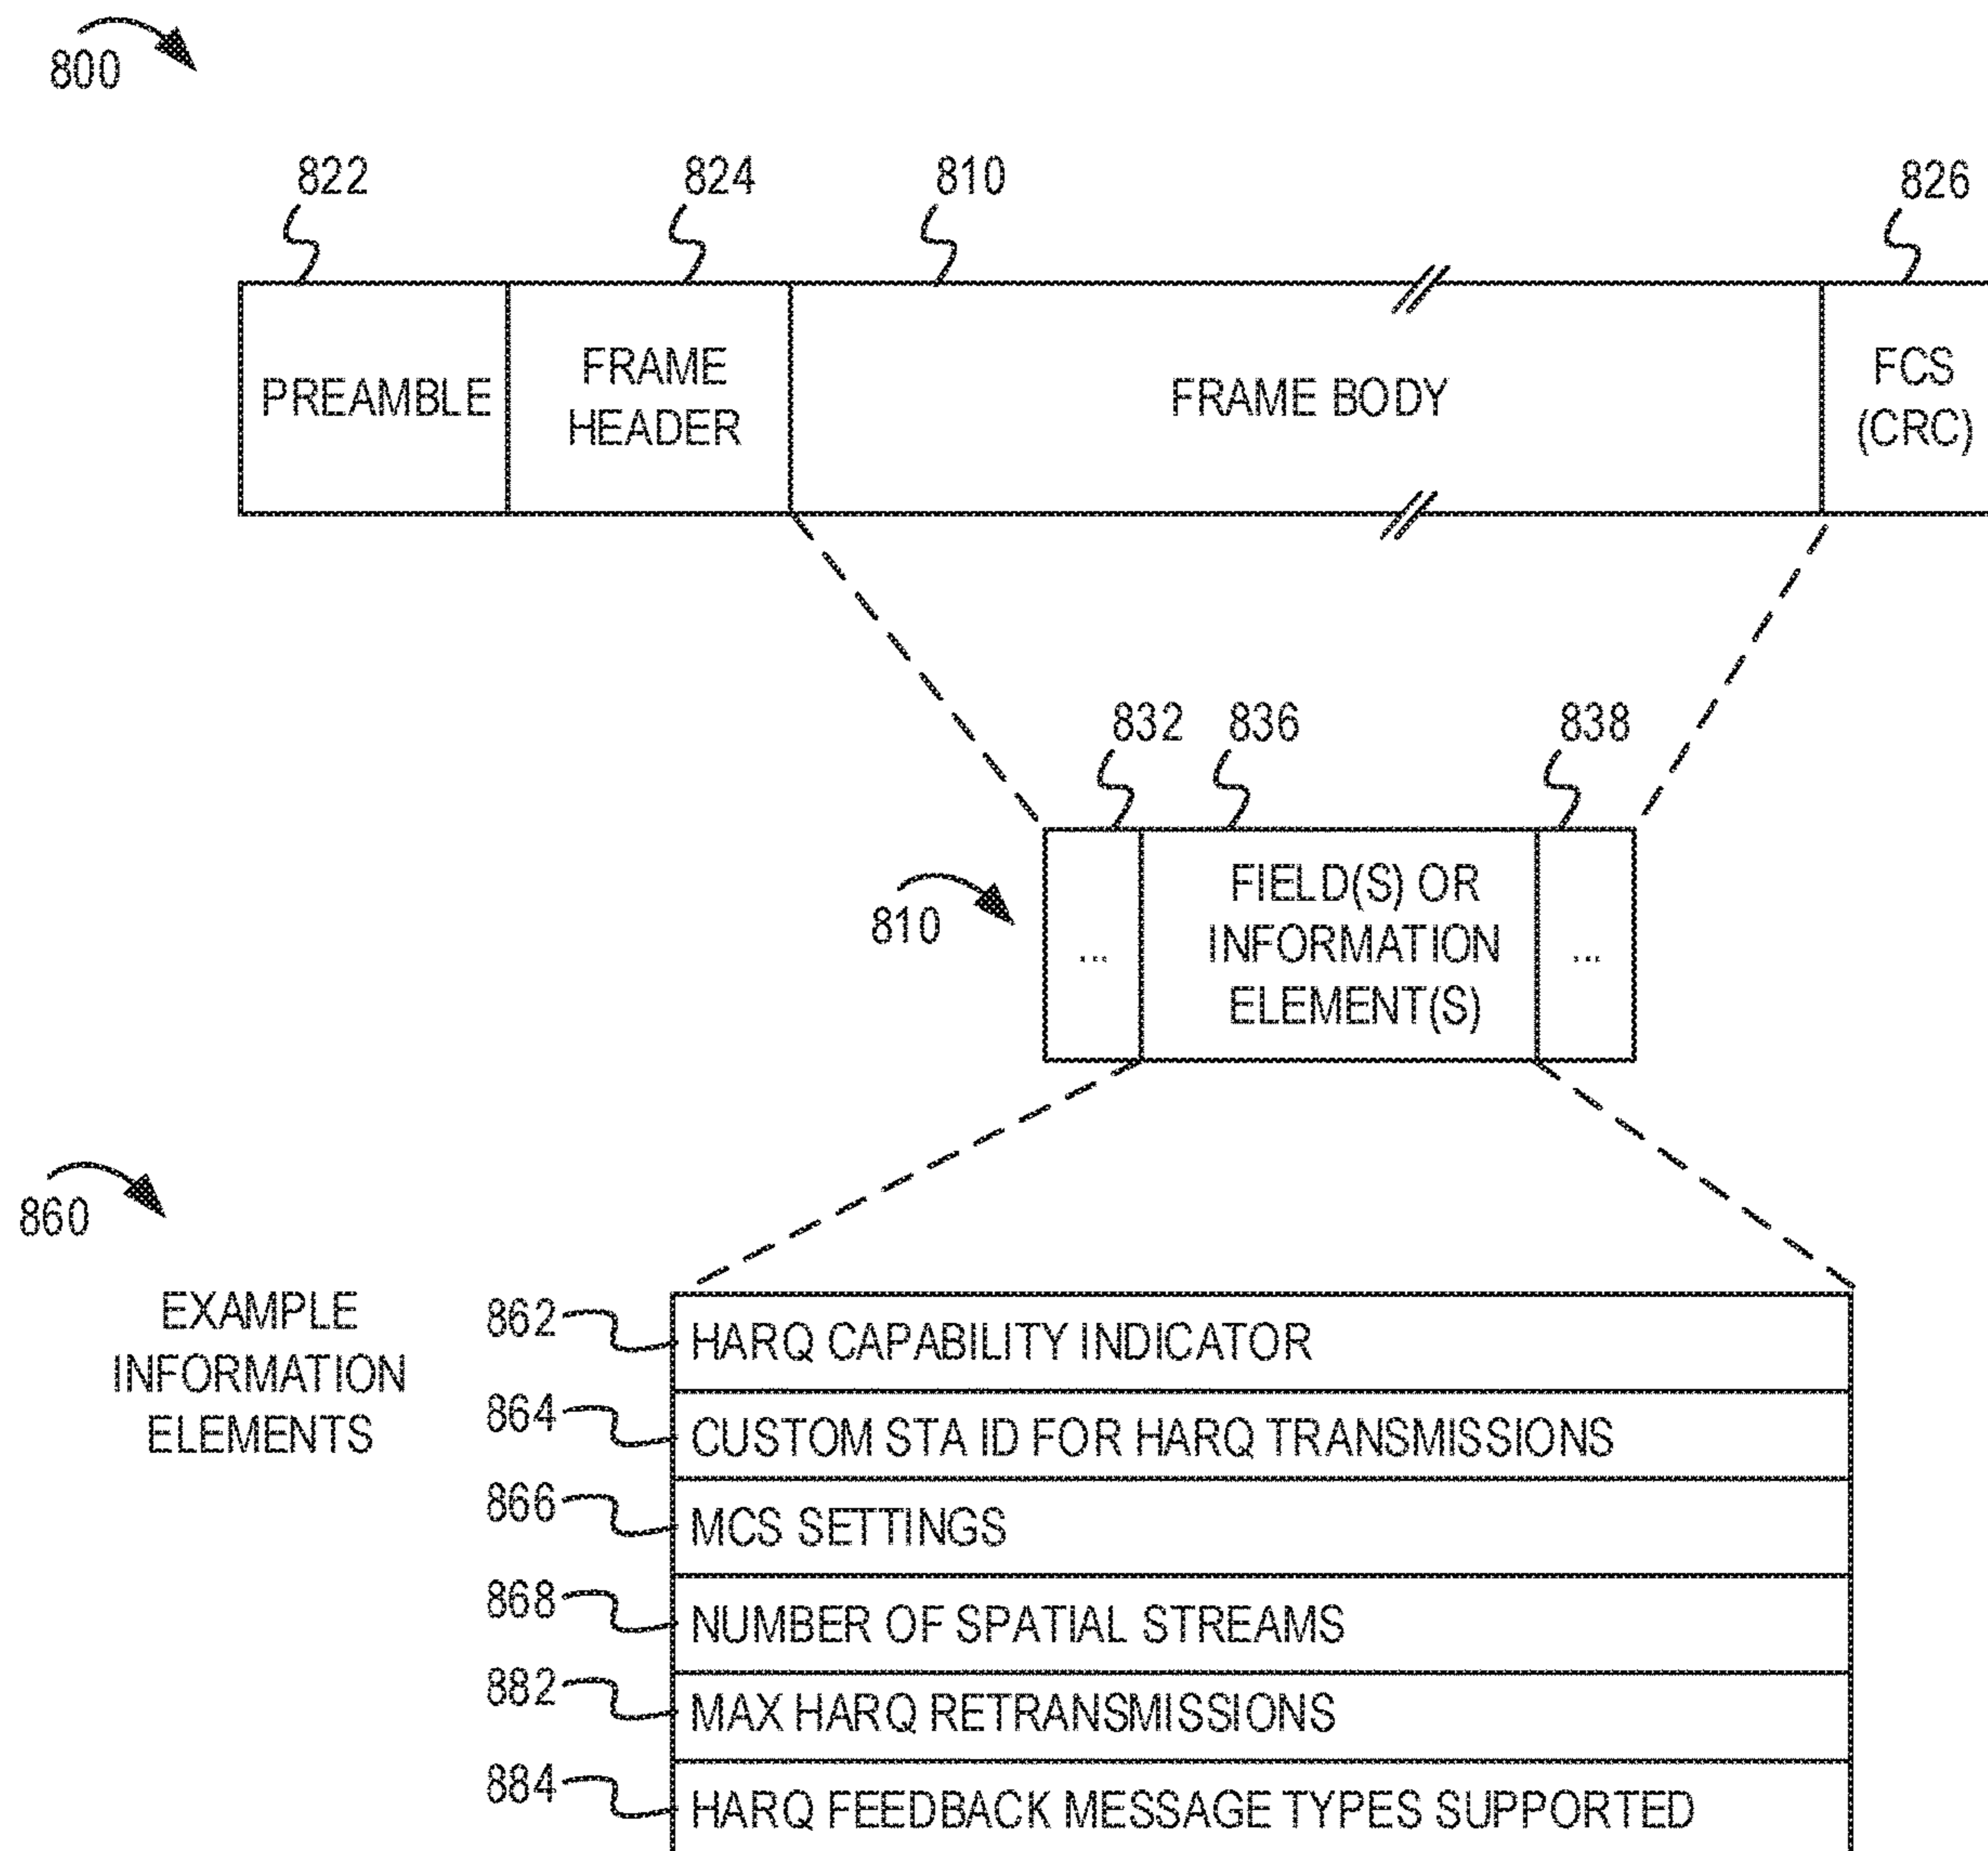 800
822
824
810
826
PREAMBLE
FRAME
HEADER
FRAME BODY
FCS
(CRC)
832
836
838
810
...
FIELD(S) OR
INFORMATION
ELEMENT(S)
...
860
EXAMPLE
INFORMATION
ELEMENTS
862
HARQ CAPABILITY INDICATOR
864
CUSTOM STA ID FOR HARQ TRANSMISSIONS
866
MCS SETTINGS
868
NUMBER OF SPATIAL STREAMS
882
MAX HARQ RETRANSMISSIONS
884
HARQ FEEDBACK MESSAGE TYPES SUPPORTED